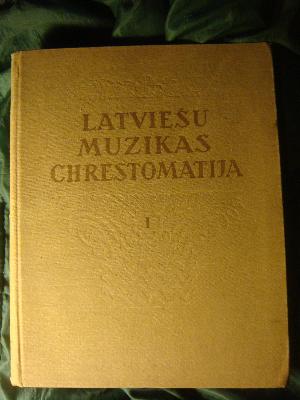 LATVIEŠU
MUZIKAS
CHRESTOMATIJA
I